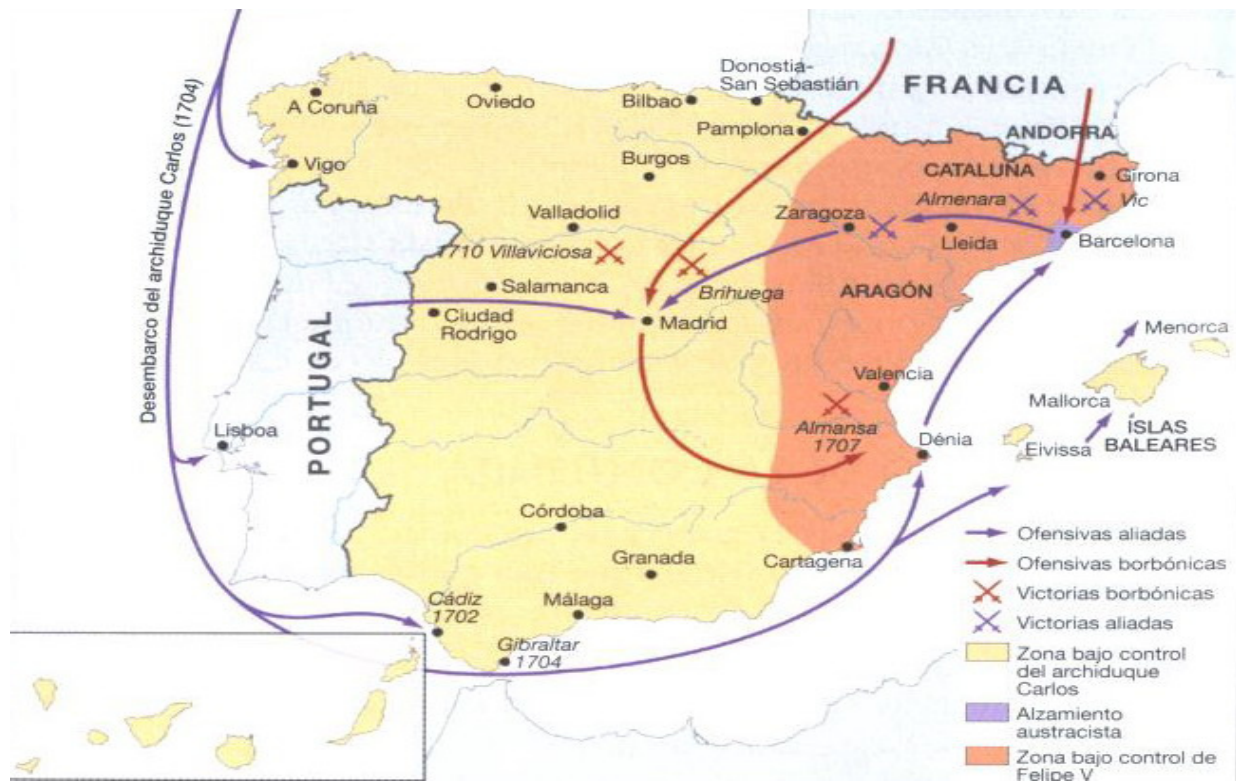 Desembarco del archiduque Carlos (1704)
FRANCIA
Donostia-
San Sebastián
A Coruña
Oviedo
Bilbao
Pamplona
ANDORRA
Vigo
Burgos
CATALUÑA
Girona
Almenara
Vic
Valladolid
Zaragoza
Lleida
Barcelona
1710 Villaviciosa
Brihuega
Salamanca
ARAGÓN
Ciudad
Rodrigo
Madrid
Menorca
PORTUGAL
Valencia
Mallorca
Lisboa
Almansa
1707
Dénia
ÍSLAS
BALEARES
Eivissa
Córdoba
Granada
Cartagena
Cádiz
1702
Málaga
Gibraltar
1704
Ofensivas aliadas
Ofensivas borbónicas
Victorias borbónicas
Victorias aliadas
Zona bajo control
del archiduque
Carlos
Alzamiento
austracista
Zona bajo control de
Felipe V